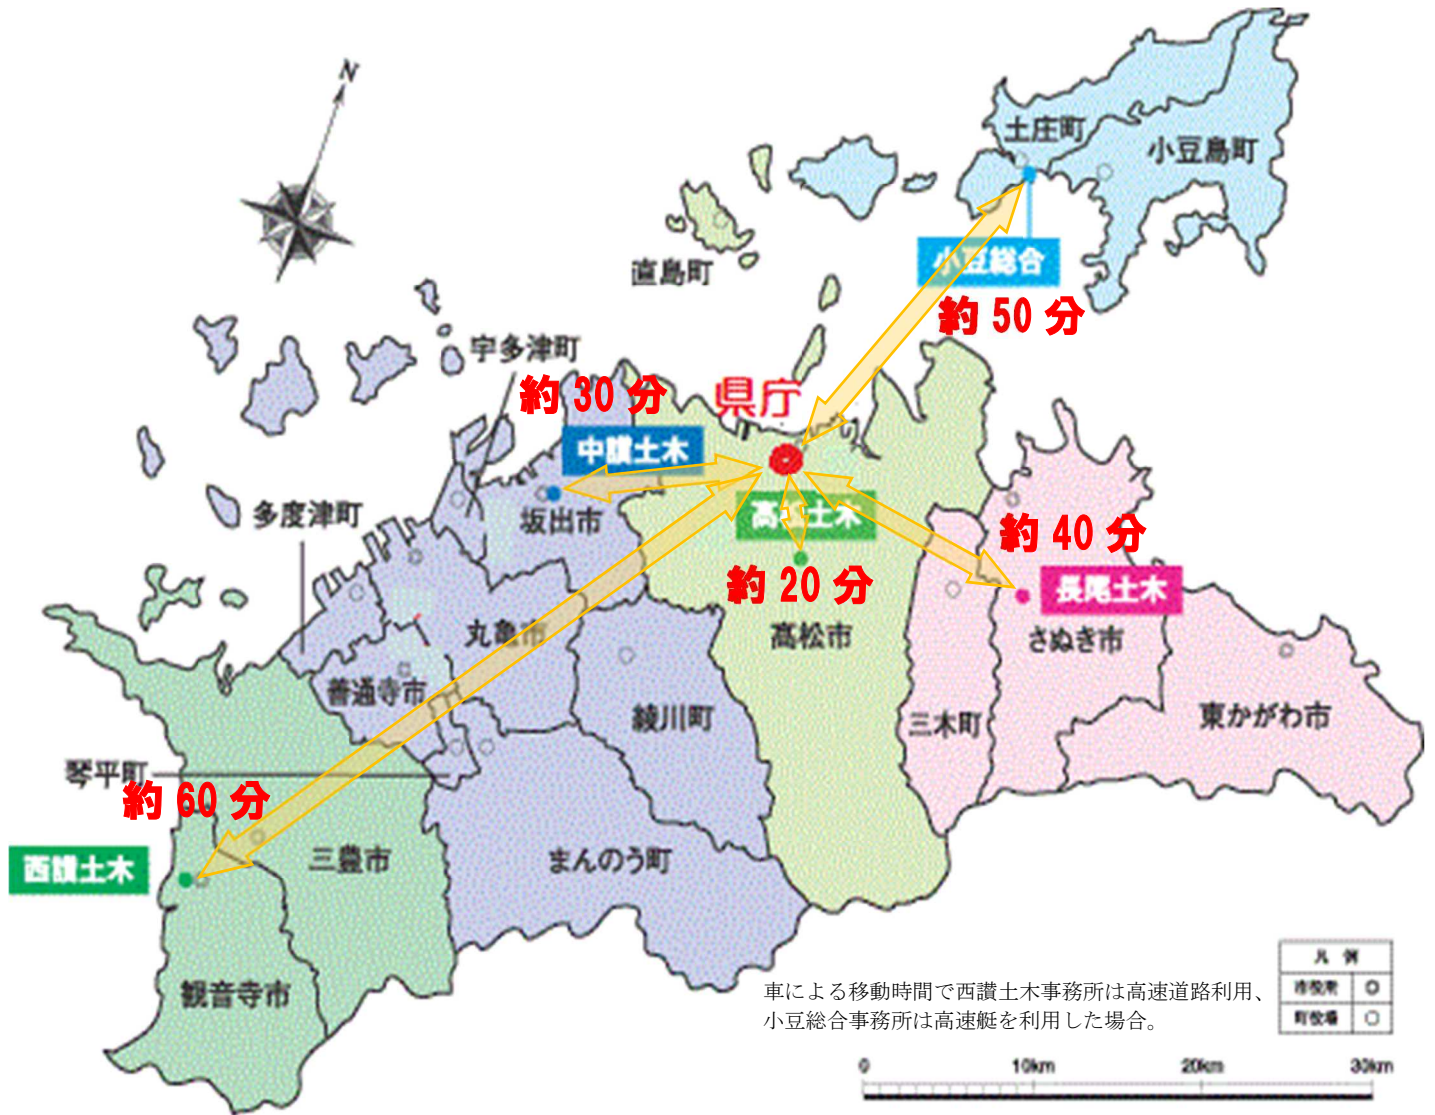 N
土庄町
小豆島町
小豆総合
直島町
約 50 分
宇多津町
県庁
約 30 分
中讃土木
多度津町
坂出市
高松土木
約 40 分
約 20 分
長尾土木
丸亀市
高松市
さぬき市
善通寺市
綾川町
三木町
東かがわ市
琴平町
約 60 分
三豊市
まんのう町
西讃土木
観音寺市
車による移動時間で西讃土木事務所は高速道路利用、
小豆総合事務所は高速艇を利用した場合。
凡 例
市役所 ◎
町役場 ○
0 10km 20km 30km